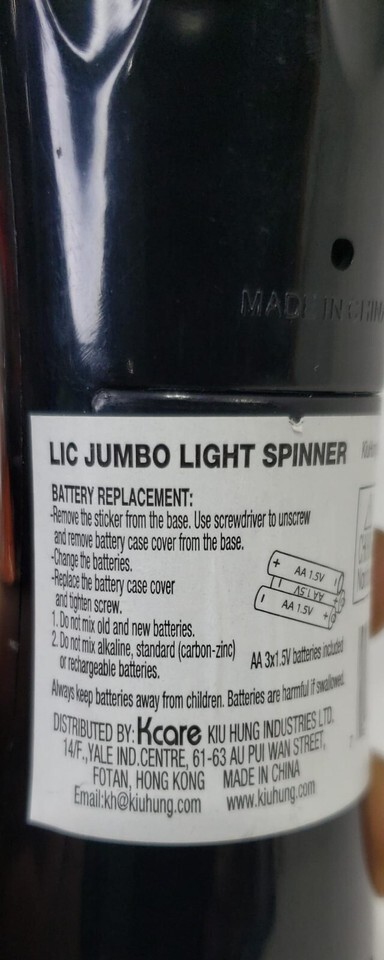 MADE IN CHINA
LIC JUMBO LIGHT SPINNER
BATTERY REPLACEMENT:
-Remove the sticker from the base. Use screwdriver to unscrew
and remove battery case cover from the base.
-Change the batteries.
-Replace the battery case cover
and tighten screw.
1. Do not mix old and new batteries.
2. Do not mix alkaline, standard (carbon-zinc)
or rechargeable batteries.
+ AA 1.5V -
- AA 1.5V
- AA 1.5V +
AA 3x1.5V batteries included
Always keep batteries away from children. Batteries are harmful if swallowed.
DISTRIBUTED BY: Kcare KIU HUNG INDUSTRIES LTD.
14/F.,YALE IND.CENTRE, 61-63 AU PUI WAN STREET,
FOTAN, HONG KONG MADE IN CHINA
Email:kh@kiuhung.com www.kiuhung.com